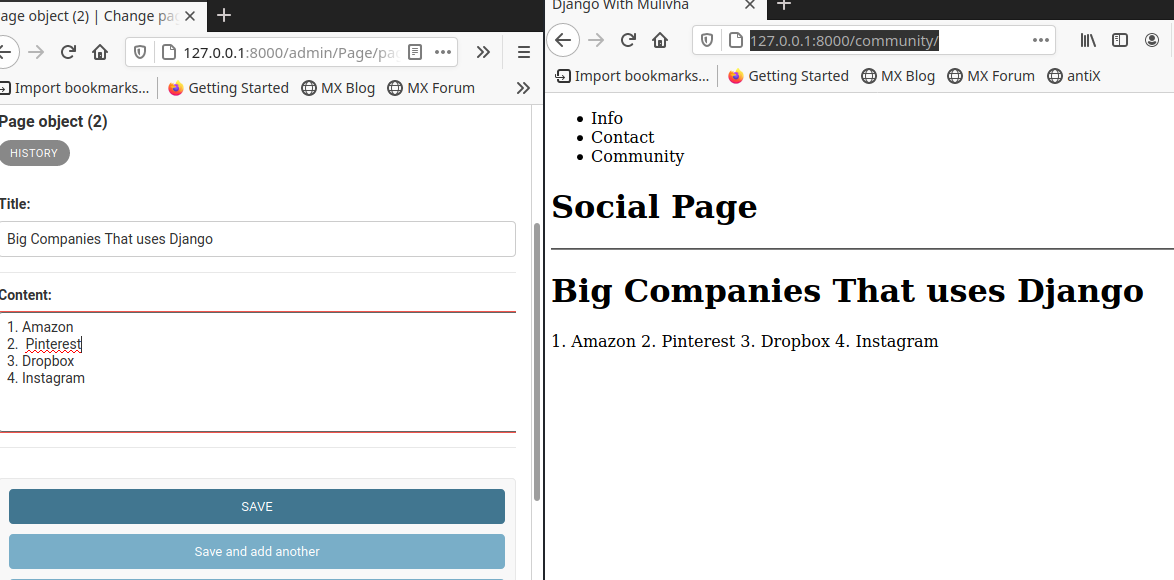 age object (2) | Change pa
127.0.0.1:8000/admin/Page/pa
Import bookmarks... Getting Started MX Blog MX Forum
Page object (2)
HISTORY
Title:
Big Companies That uses Django
Content:
1. Amazon
2. Pinterest
3. Dropbox
4. Instagram
SAVE
Save and add another
Django With Mulivha
127.0.0.1:8000/community/
Import bookmarks... Getting Started MX Blog MX Forum antiX
Info
Contact
Community
Social Page
Big Companies That uses Django
1. Amazon 2. Pinterest 3. Dropbox 4. Instagram